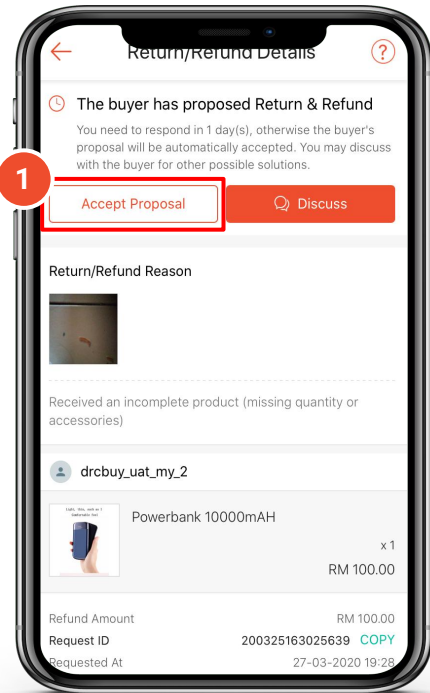 Return/Refund Details
?
The buyer has proposed Return & Refund
You need to respond in 1 day(s), otherwise the buyer's
proposal will be automatically accepted. You may discuss
with the buyer for other possible solutions.
1
Accept Proposal
Discuss
Return/Refund Reason
Received an incomplete product (missing quantity or
accessories)
drcbuy_uat_my_2
Powerbank 10000mAH
x 1
RM 100.00
Refund Amount RM 100.00
Request ID 200325163025639 COPY
Requested At 27-03-2020 19:28